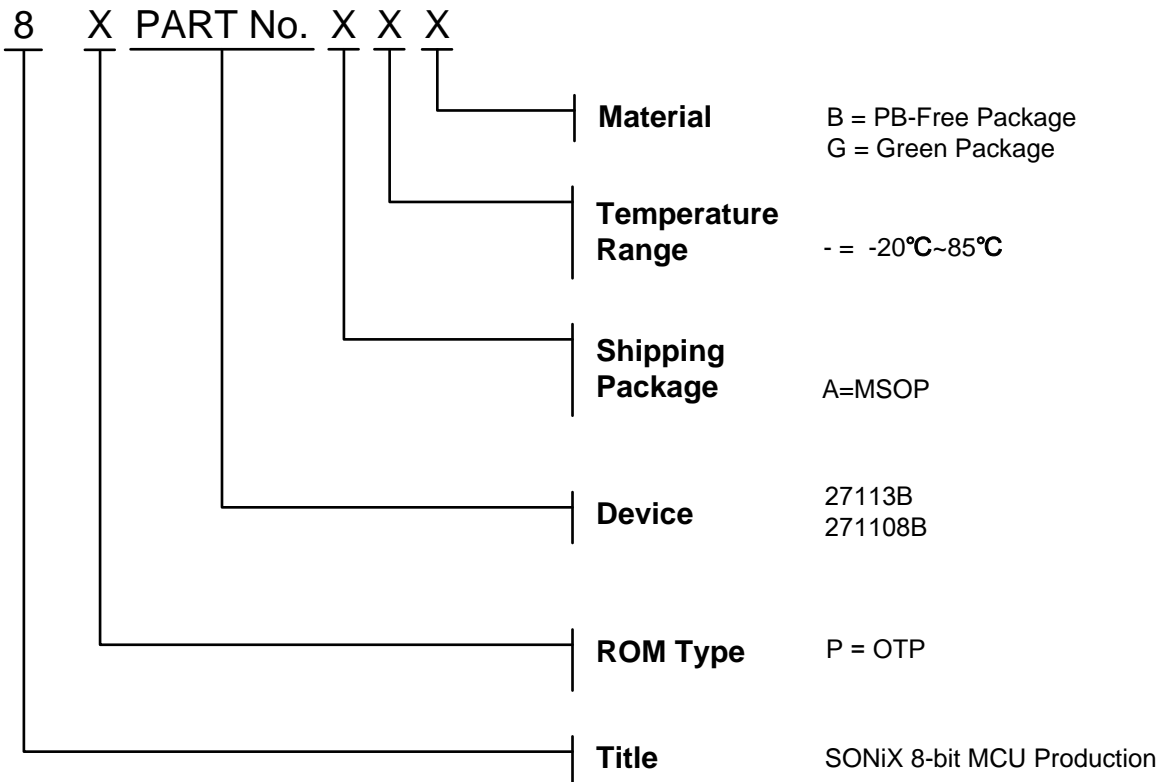 8 X PART No. X X X
Material
B = PB-Free Package
G = Green Package
Temperature
Range
- = -20℃~85℃
Shipping
Package
A=MSOP
Device
27113B
271108B
ROM Type
P = OTP
Title
SONiX 8-bit MCU Production